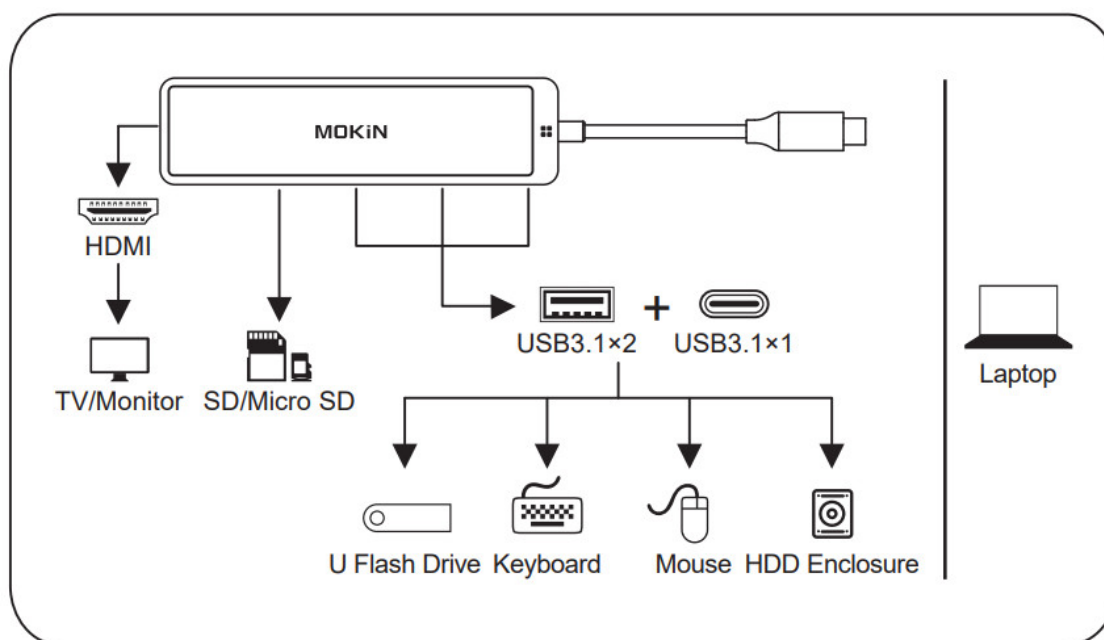 MOKiN
HDMI
USB3.1×2 + USB3.1×1
TV/Monitor SD/Micro SD
Laptop
U Flash Drive Keyboard Mouse HDD Enclosure